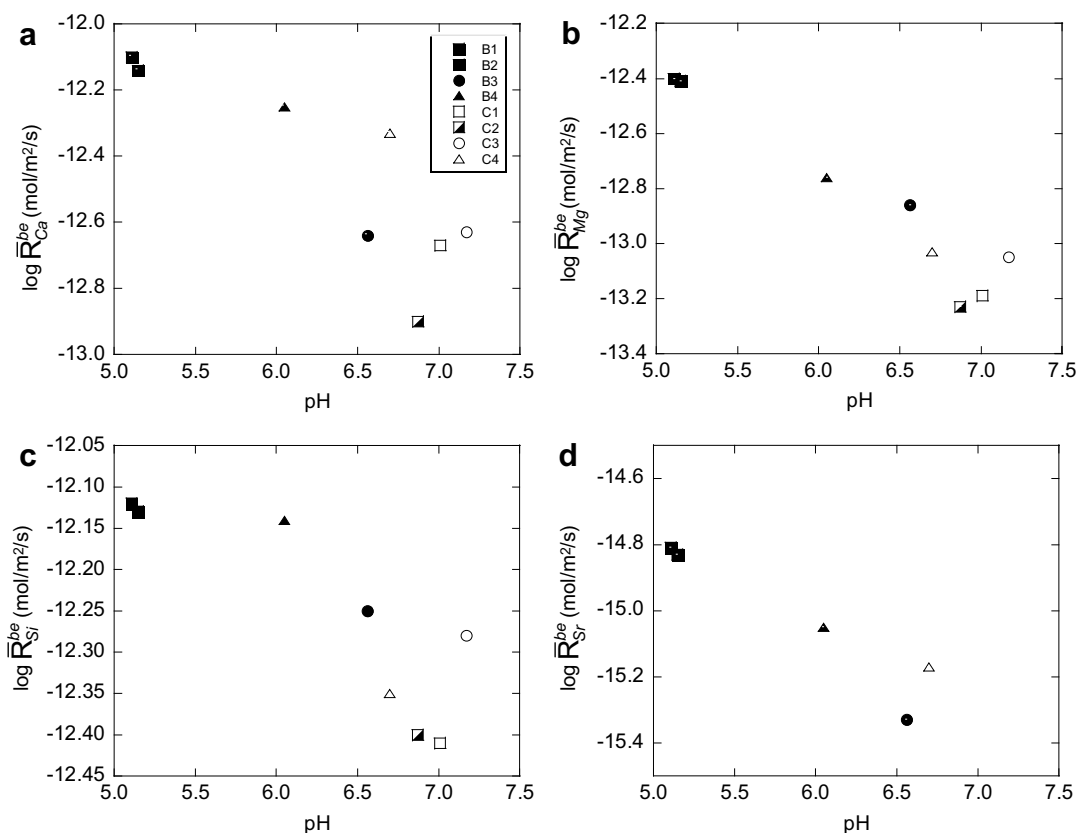 a
log R̅ᵇᵉCa (mol/m²/s)
-12.0
-12.2
-12.4
-12.6
-12.8
-13.0
B1
B2
B3
B4
C1
C2
C3
C4
5.0 5.5 6.0 6.5 7.0 7.5
pH
b
log R̅ᵇᵉMg (mol/m²/s)
-12.2
-12.4
-12.6
-12.8
-13.0
-13.2
-13.4
5.0 5.5 6.0 6.5 7.0 7.5
pH
c
log R̅ᵇᵉSi (mol/m²/s)
-12.05
-12.10
-12.15
-12.20
-12.25
-12.30
-12.35
-12.40
-12.45
5.0 5.5 6.0 6.5 7.0 7.5
pH
d
log R̅ᵇᵉSr (mol/m²/s)
-14.6
-14.8
-15.0
-15.2
-15.4
5.0 5.5 6.0 6.5 7.0 7.5
pH